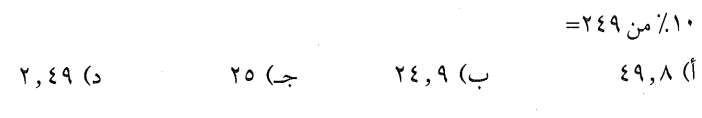 ١٠٪ من ٢٤٩=
أ) ٤٩,٨ ب) ٢٤,٩ جـ) ٢٥ د) ٢,٤٩